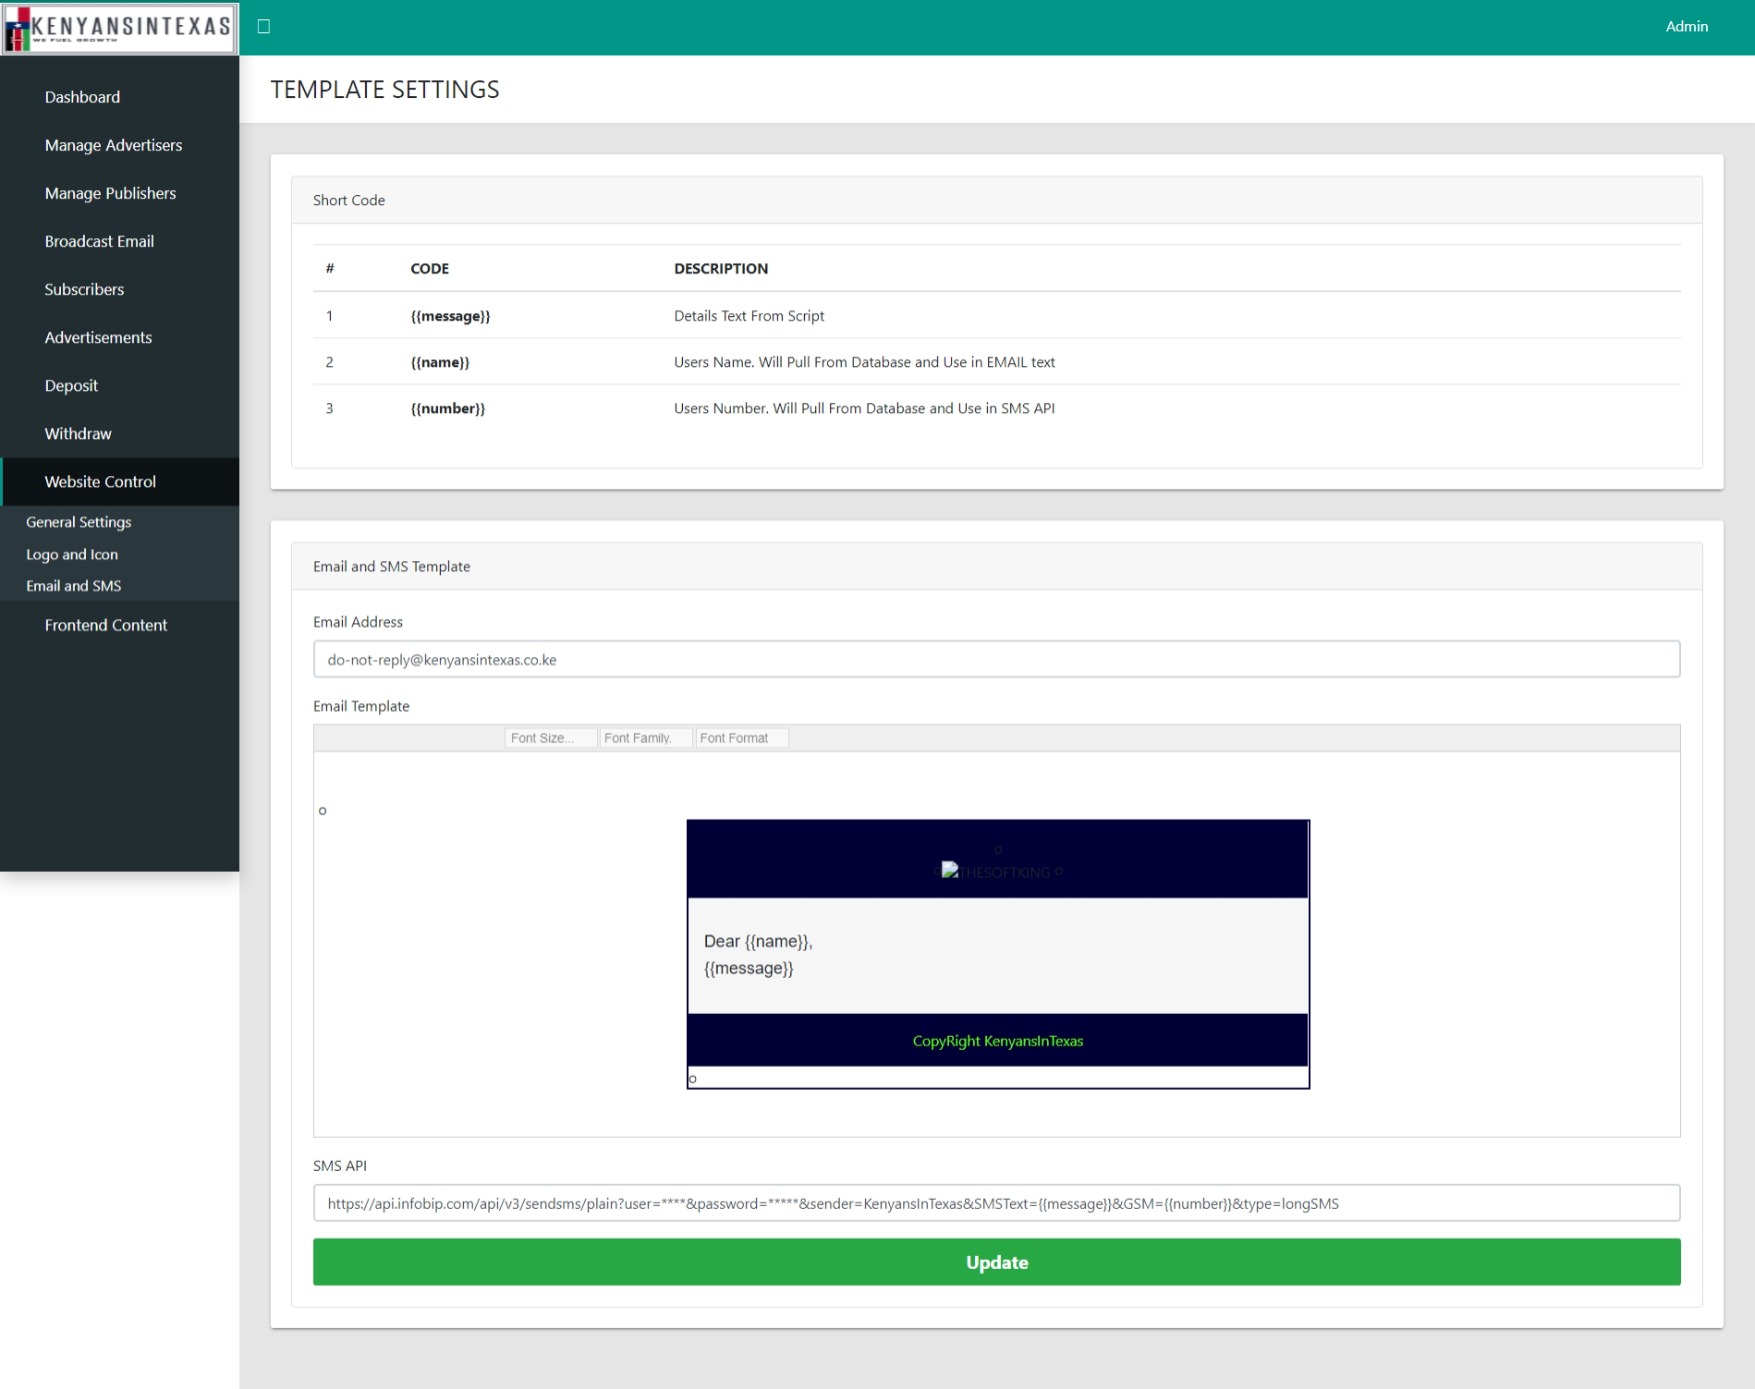 KENYANSINTEXAS
WE FUEL GROWTH
Admin
Dashboard
Manage Advertisers
Manage Publishers
Broadcast Email
Subscribers
Advertisements
Deposit
Withdraw
Website Control
General Settings
Logo and Icon
Email and SMS
Frontend Content
TEMPLATE SETTINGS
Short Code
# CODE DESCRIPTION
1 {{message}} Details Text From Script
2 {{name}} Users Name. Will Pull From Database and Use in EMAIL text
3 {{number}} Users Number. Will Pull From Database and Use in SMS API
Email and SMS Template
Email Address
do-not-reply@kenyansintexas.co.ke
Email Template
Font Size... Font Family. Font Format
THESOFTKING
Dear {{name}},
{{message}}
CopyRight KenyansInTexas
SMS API
https://api.infobip.com/api/v3/sendsms/plain?user=****&password=*****&sender=KenyansInTexas&SMSText={{message}}&GSM={{number}}&type=longSMS
Update